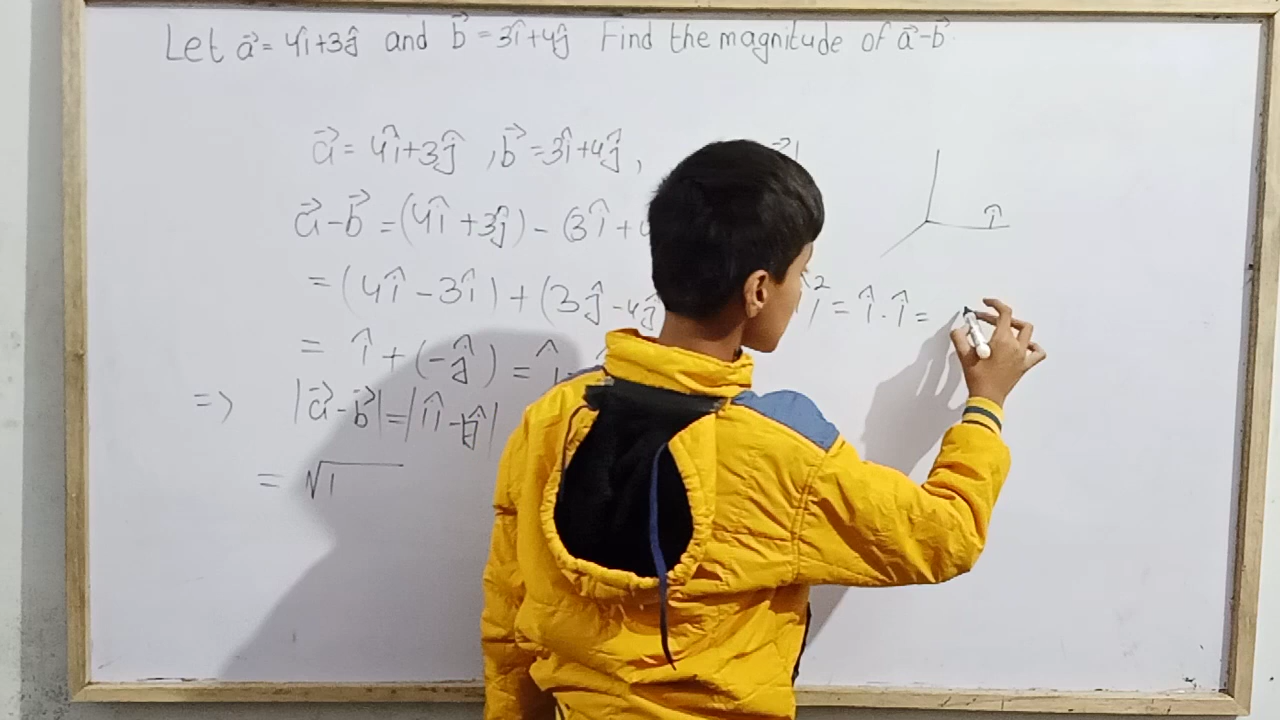 Let a⃗ = 4î+3ĵ and b⃗ = 3î+4ĵ Find the magnitude of a⃗-b⃗
a⃗ = 4î+3ĵ , b⃗ = 3î+4ĵ ,
a⃗-b⃗ = (4î +3ĵ) - (3î +
= (4î - 3î) + (3ĵ - 4ĵ
= î + (-ĵ) = î
=> |a⃗-b⃗| = |î - ĵ|
= √1
î
² = î . î =